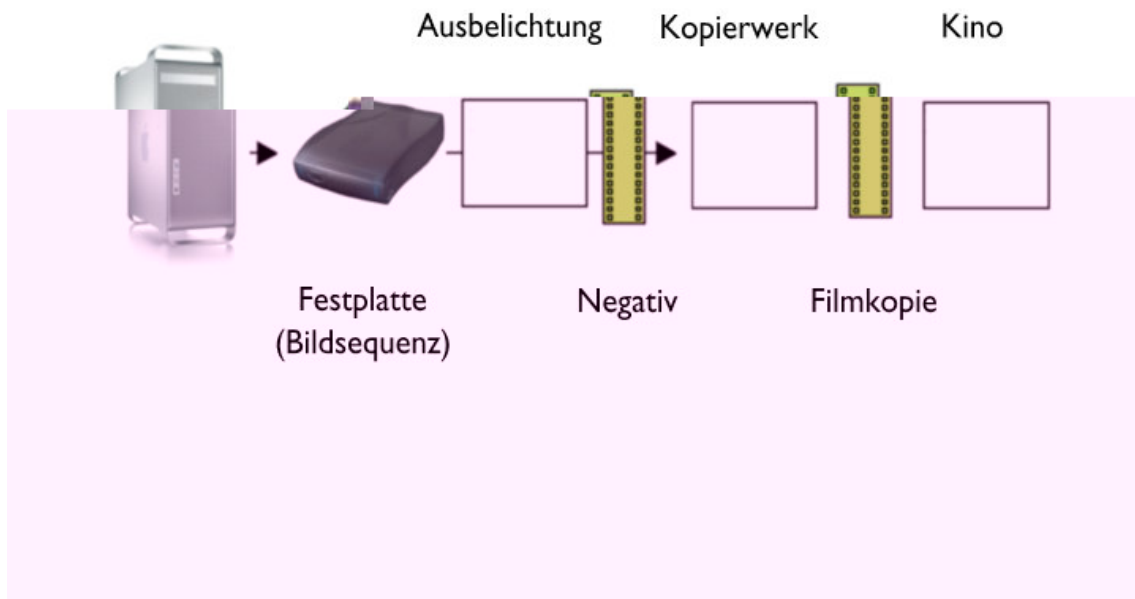 Ausbelichtung Kopierwerk Kino
Festplatte Negativ Filmkopie
(Bildsequenz)